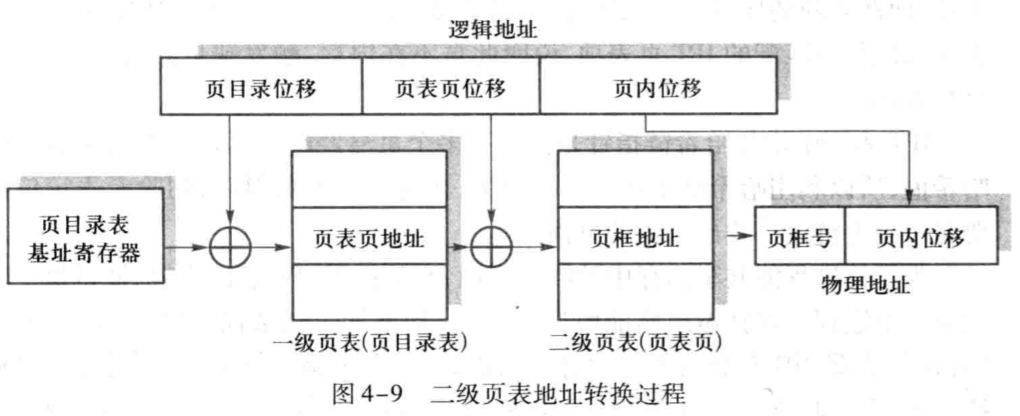 逻辑地址
页目录位移 页表页位移 页内位移
页目录表
基址寄存器
页表页地址
页框地址
页框号 页内位移
物理地址
一级页表(页目录表)
二级页表(页表页)
图4-9 二级页表地址转换过程